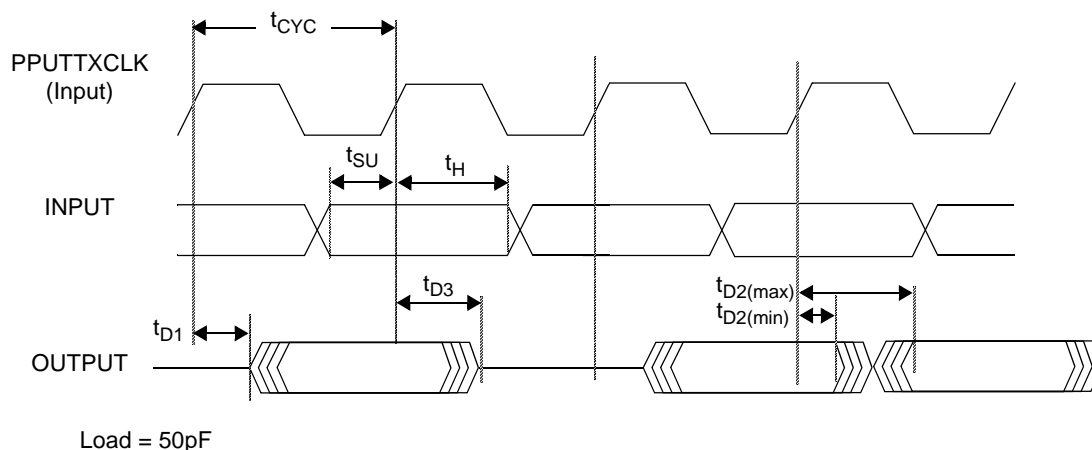 tCYC
PPUTTXCLK
(Input)
tSU
tH
INPUT
tD3
tD2(max)
tD2(min)
tD1
OUTPUT
Load = 50pF